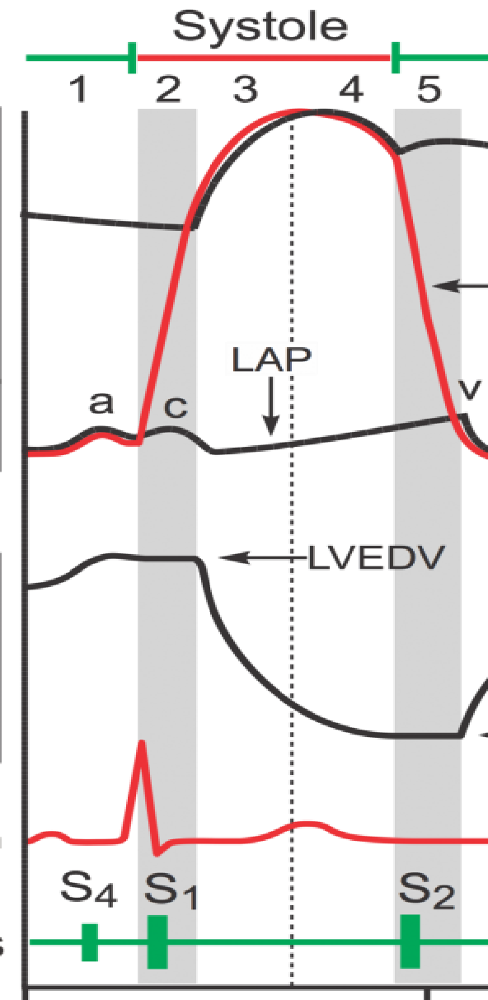 Systole
1 2 3 4 5
LAP
a c v
LVEDV
S₄ S₁ S₂
s